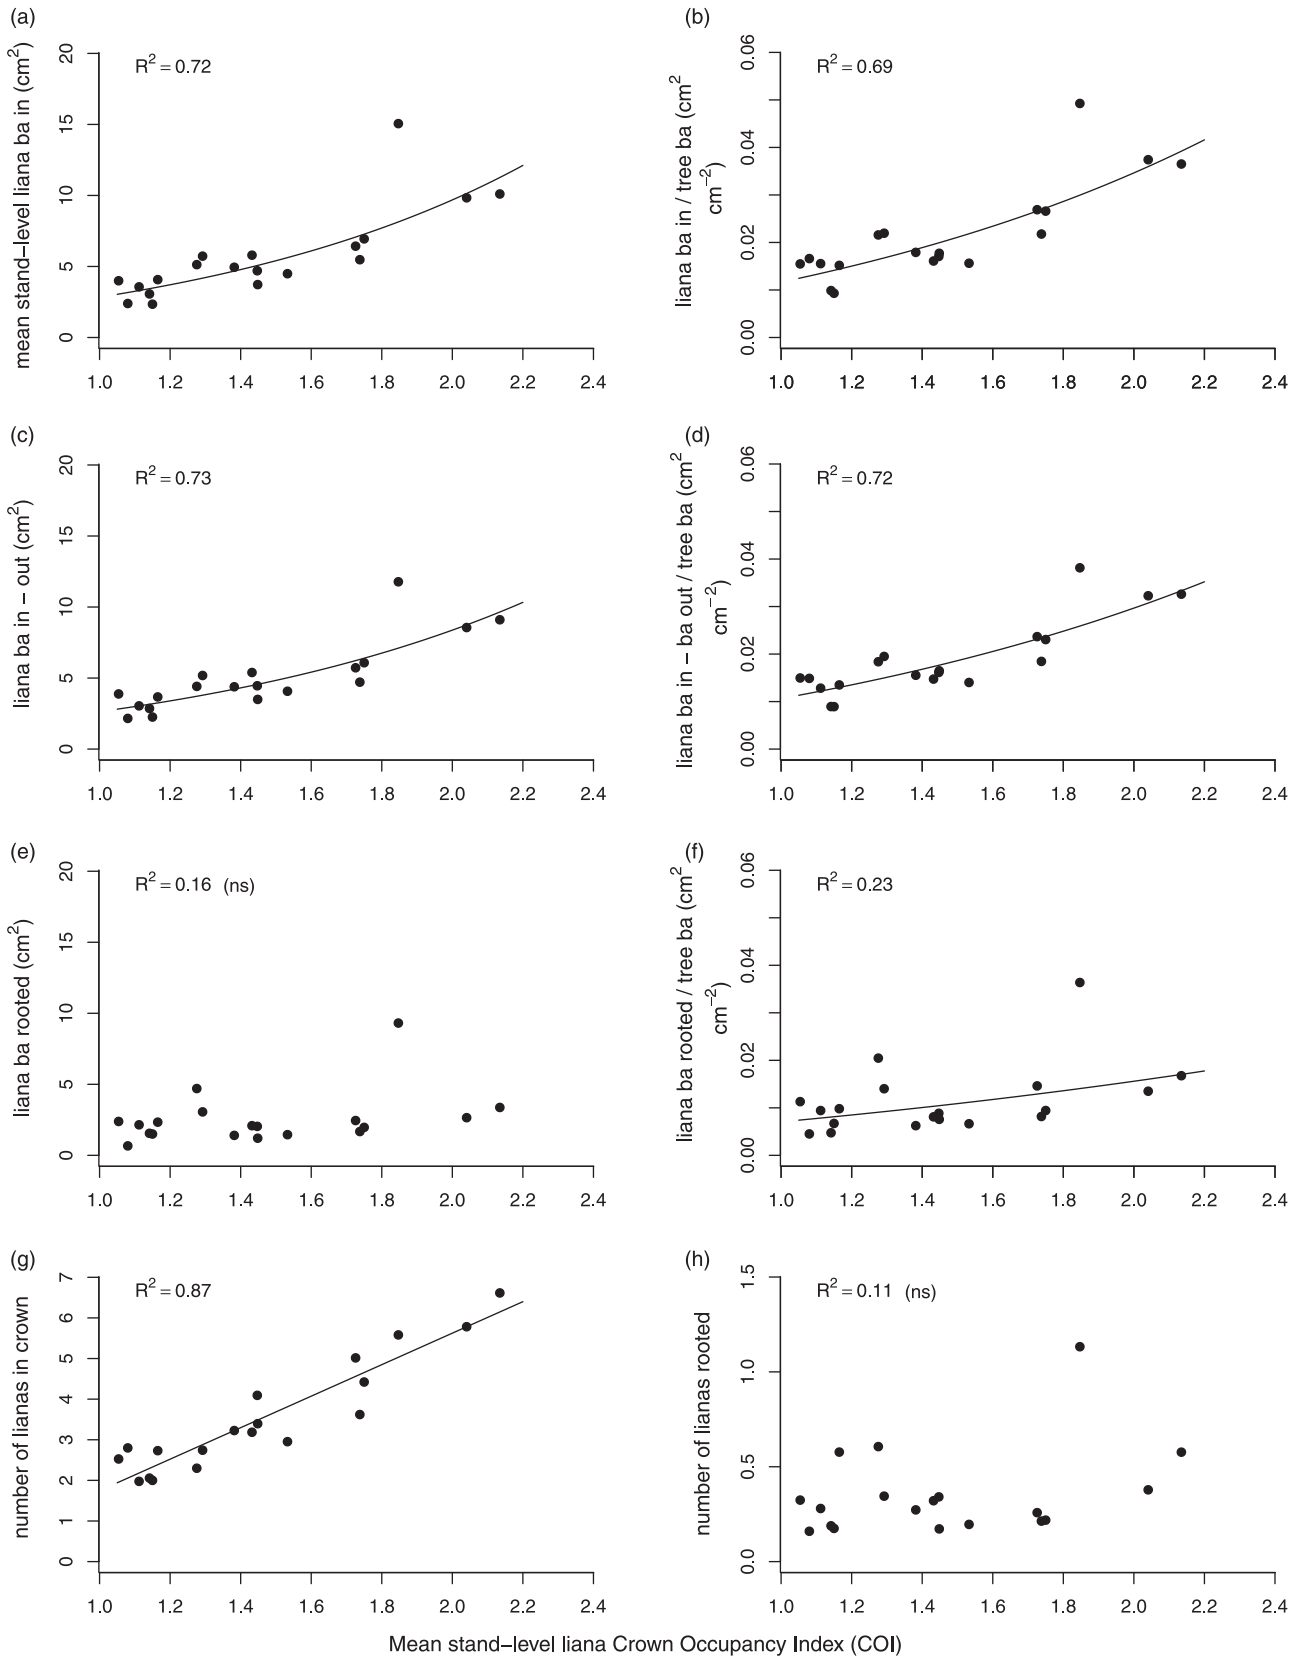 (a)
mean stand–level liana ba in (cm²)
20
15
10
5
0
R² = 0.72
1.0 1.2 1.4 1.6 1.8 2.0 2.2 2.4
(b)
liana ba in / tree ba (cm²
cm⁻²)
0.06
0.04
0.02
0.00
R² = 0.69
1.0 1.2 1.4 1.6 1.8 2.0 2.2 2.4
(c)
liana ba in – out (cm²)
20
15
10
5
0
R² = 0.73
1.0 1.2 1.4 1.6 1.8 2.0 2.2 2.4
(d)
liana ba in – ba out / tree ba (cm²
cm⁻²)
0.06
0.04
0.02
0.00
R² = 0.72
1.0 1.2 1.4 1.6 1.8 2.0 2.2 2.4
(e)
liana ba rooted (cm²)
20
15
10
5
0
R² = 0.16 (ns)
1.0 1.2 1.4 1.6 1.8 2.0 2.2 2.4
(f)
liana ba rooted / tree ba (cm²
cm⁻²)
0.06
0.04
0.02
0.00
R² = 0.23
1.0 1.2 1.4 1.6 1.8 2.0 2.2 2.4
(g)
number of lianas in crown
7
6
5
4
3
2
1
0
R² = 0.87
1.0 1.2 1.4 1.6 1.8 2.0 2.2 2.4
(h)
number of lianas rooted
1.5
1.0
0.5
0.0
R² = 0.11 (ns)
1.0 1.2 1.4 1.6 1.8 2.0 2.2 2.4
Mean stand–level liana Crown Occupancy Index (COI)